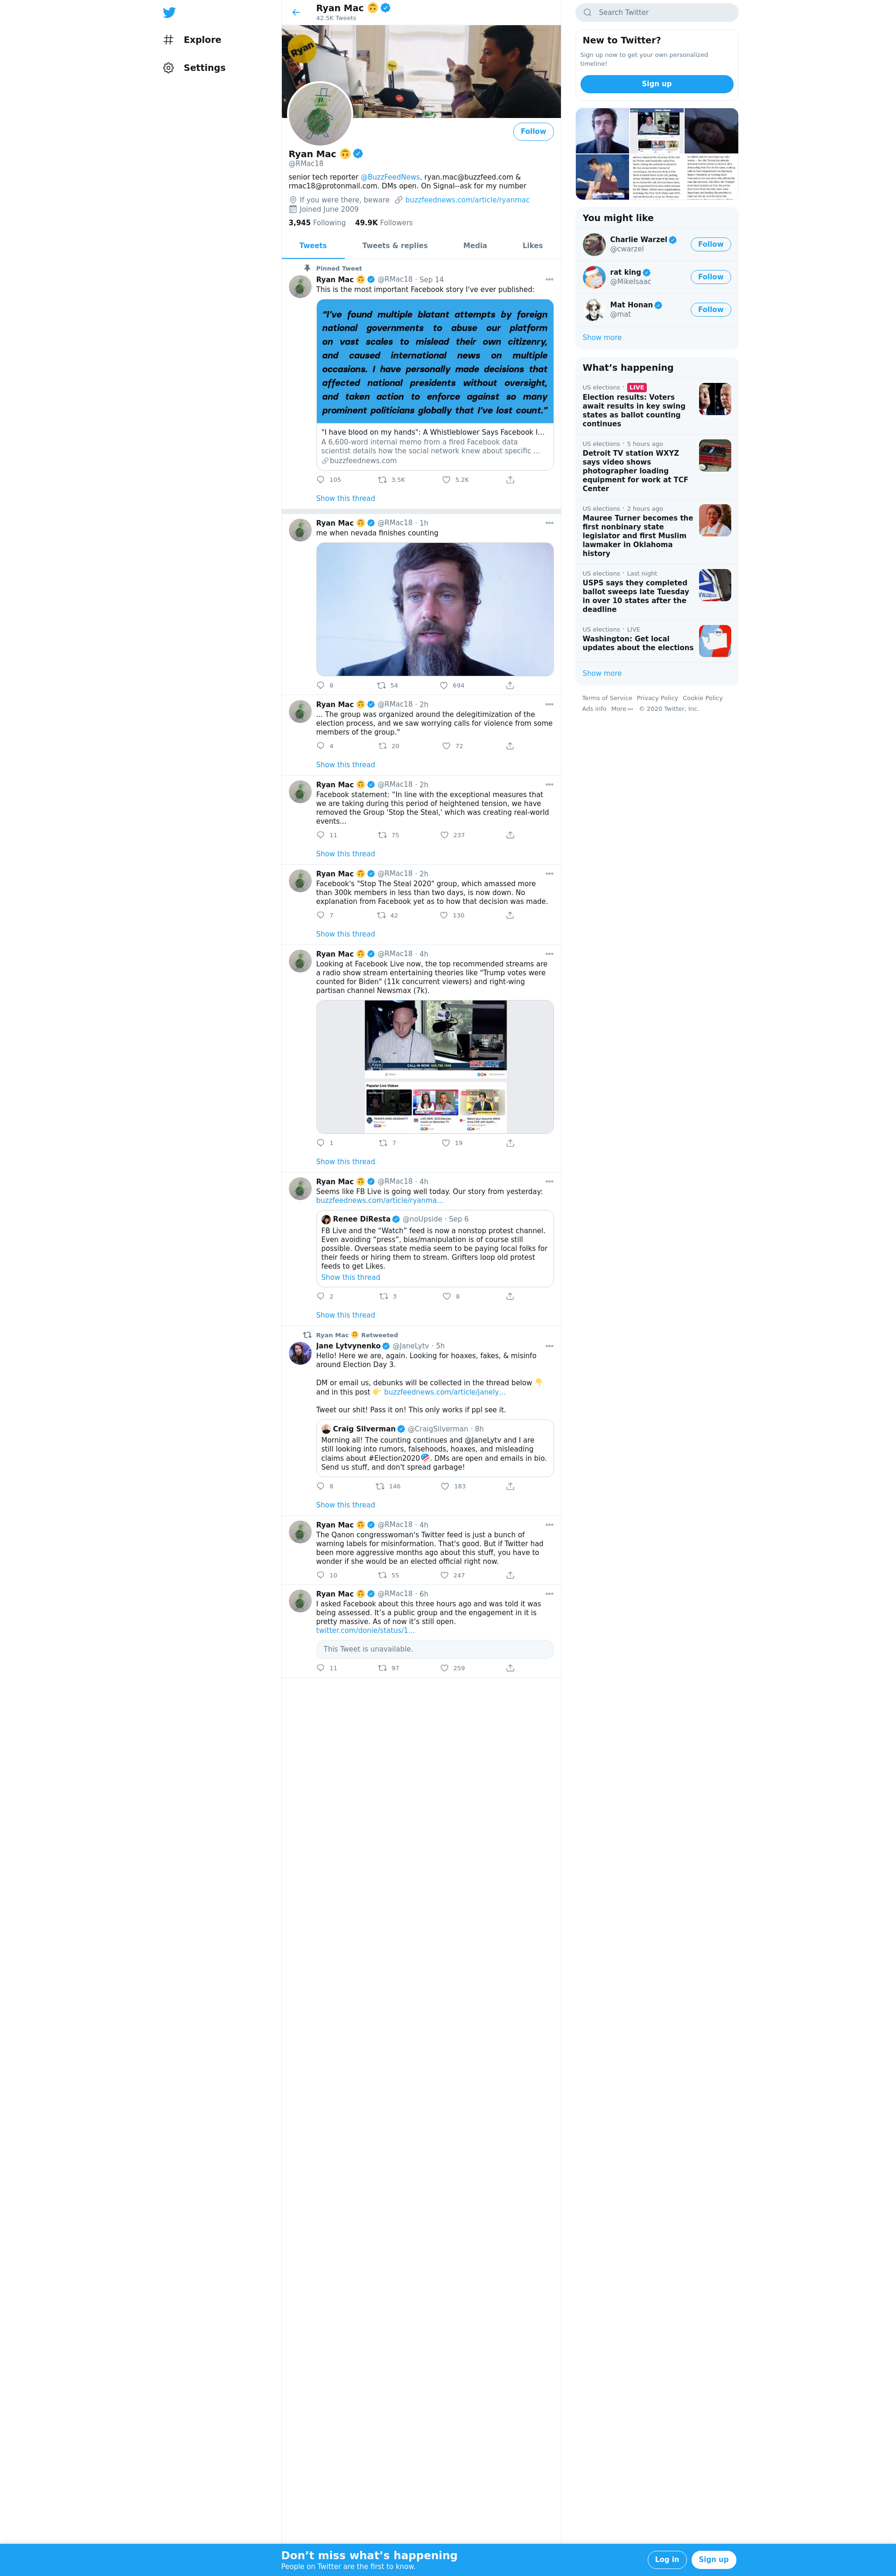 Explore
Settings
Ryan Mac 🙃
42.5K Tweets
Ryan
Follow
Ryan Mac 🙃
@RMac18
senior tech reporter @BuzzFeedNews. ryan.mac@buzzfeed.com &
rmac18@protonmail.com. DMs open. On Signal--ask for my number
If you were there, beware buzzfeednews.com/article/ryanmac
Joined June 2009
3,945 Following 49.9K Followers
Tweets Tweets & replies Media Likes
Pinned Tweet
Ryan Mac 🙃 @RMac18 · Sep 14
This is the most important Facebook story I've ever published:
"I've found multiple blatant attempts by foreign
national governments to abuse our platform
on vast scales to mislead their own citizenry,
and caused international news on multiple
occasions. I have personally made decisions that
affected national presidents without oversight,
and taken action to enforce against so many
prominent politicians globally that I've lost count."
"I have blood on my hands": A Whistleblower Says Facebook I...
A 6,600-word internal memo from a fired Facebook data
scientist details how the social network knew about specific ...
buzzfeednews.com
105 3.5K 5.2K
Show this thread
Ryan Mac 🙃 @RMac18 · 1h
me when nevada finishes counting
8 54 694
Ryan Mac 🙃 @RMac18 · 2h
... The group was organized around the delegitimization of the
election process, and we saw worrying calls for violence from some
members of the group."
4 20 72
Show this thread
Ryan Mac 🙃 @RMac18 · 2h
Facebook statement: "In line with the exceptional measures that
we are taking during this period of heightened tension, we have
removed the Group 'Stop the Steal,' which was creating real-world
events...
11 75 237
Show this thread
Ryan Mac 🙃 @RMac18 · 2h
Facebook's "Stop The Steal 2020" group, which amassed more
than 300k members in less than two days, is now down. No
explanation from Facebook yet as to how that decision was made.
7 42 130
Show this thread
Ryan Mac 🙃 @RMac18 · 4h
Looking at Facebook Live now, the top recommended streams are
a radio show stream entertaining theories like "Trump votes were
counted for Biden" (11k concurrent viewers) and right-wing
partisan channel Newsmax (7k).
CALL IN NOW
Popular Live Videos
1 7 19
Show this thread
Ryan Mac 🙃 @RMac18 · 4h
Seems like FB Live is going well today. Our story from yesterday:
buzzfeednews.com/article/ryanma...
Renee DiResta @noUpside · Sep 6
FB Live and the "Watch" feed is now a nonstop protest channel.
Even avoiding "press", bias/manipulation is of course still
possible. Overseas state media seem to be paying local folks for
their feeds or hiring them to stream. Grifters loop old protest
feeds to get Likes.
Show this thread
2 3 8
Show this thread
Ryan Mac 🙃 Retweeted
Jane Lytvynenko @JaneLytv · 5h
Hello! Here we are, again. Looking for hoaxes, fakes, & misinfo
around Election Day 3.
DM or email us, debunks will be collected in the thread below 👇
and in this post 👉 buzzfeednews.com/article/janely...
Tweet our shit! Pass it on! This only works if ppl see it.
Craig Silverman @CraigSilverman · 8h
Morning all! The counting continues and @JaneLytv and I are
still looking into rumors, falsehoods, hoaxes, and misleading
claims about #Election2020. DMs are open and emails in bio.
Send us stuff, and don't spread garbage!
8 146 183
Show this thread
Ryan Mac 🙃 @RMac18 · 4h
The Qanon congresswoman's Twitter feed is just a bunch of
warning labels for misinformation. That's good. But if Twitter had
been more aggressive months ago about this stuff, you have to
wonder if she would be an elected official right now.
10 55 247
Ryan Mac 🙃 @RMac18 · 6h
I asked Facebook about this three hours ago and was told it was
being assessed. It's a public group and the engagement in it is
pretty massive. As of now it's still open.
twitter.com/donie/status/1...
This Tweet is unavailable.
11 97 259
Search Twitter
New to Twitter?
Sign up now to get your own personalized
timeline!
Sign up
You might like
Charlie Warzel
@cwarzel
Follow
rat king
@MikeIsaac
Follow
Mat Honan
@mat
Follow
Show more
What's happening
US elections · LIVE
Election results: Voters
await results in key swing
states as ballot counting
continues
US elections · 5 hours ago
Detroit TV station WXYZ
says video shows
photographer loading
equipment for work at TCF
Center
US elections · 2 hours ago
Mauree Turner becomes the
first nonbinary state
legislator and first Muslim
lawmaker in Oklahoma
history
US elections · Last night
USPS says they completed
ballot sweeps late Tuesday
in over 10 states after the
deadline
US elections · LIVE
Washington: Get local
updates about the elections
Show more
Terms of Service Privacy Policy Cookie Policy
Ads info More © 2020 Twitter, Inc.
Don't miss what's happening
People on Twitter are the first to know.
Log in
Sign up